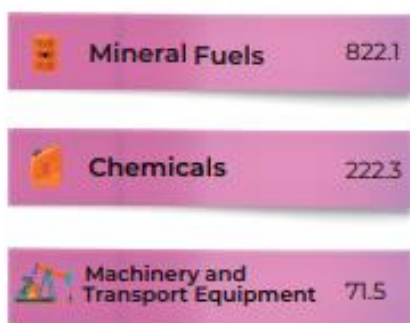 Mineral Fuels 822.1
Chemicals 222.3
Machinery and
Transport Equipment 71.5